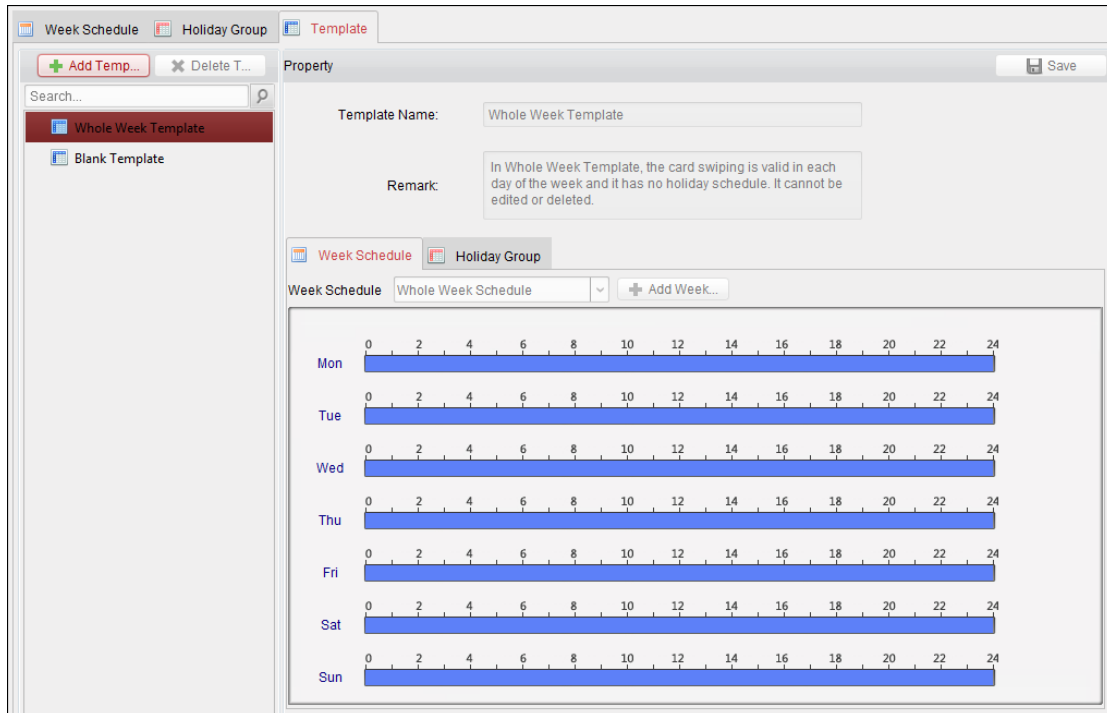 Week Schedule Holiday Group Template
Add Temp... Delete T... Property Save
Search...
Whole Week Template
Blank Template
Template Name: Whole Week Template
Remark: In Whole Week Template, the card swiping is valid in each
day of the week and it has no holiday schedule. It cannot be
edited or deleted.
Week Schedule Holiday Group
Week Schedule Whole Week Schedule Add Week...
0 2 4 6 8 10 12 14 16 18 20 22 24
Mon
0 2 4 6 8 10 12 14 16 18 20 22 24
Tue
0 2 4 6 8 10 12 14 16 18 20 22 24
Wed
0 2 4 6 8 10 12 14 16 18 20 22 24
Thu
0 2 4 6 8 10 12 14 16 18 20 22 24
Fri
0 2 4 6 8 10 12 14 16 18 20 22 24
Sat
0 2 4 6 8 10 12 14 16 18 20 22 24
Sun